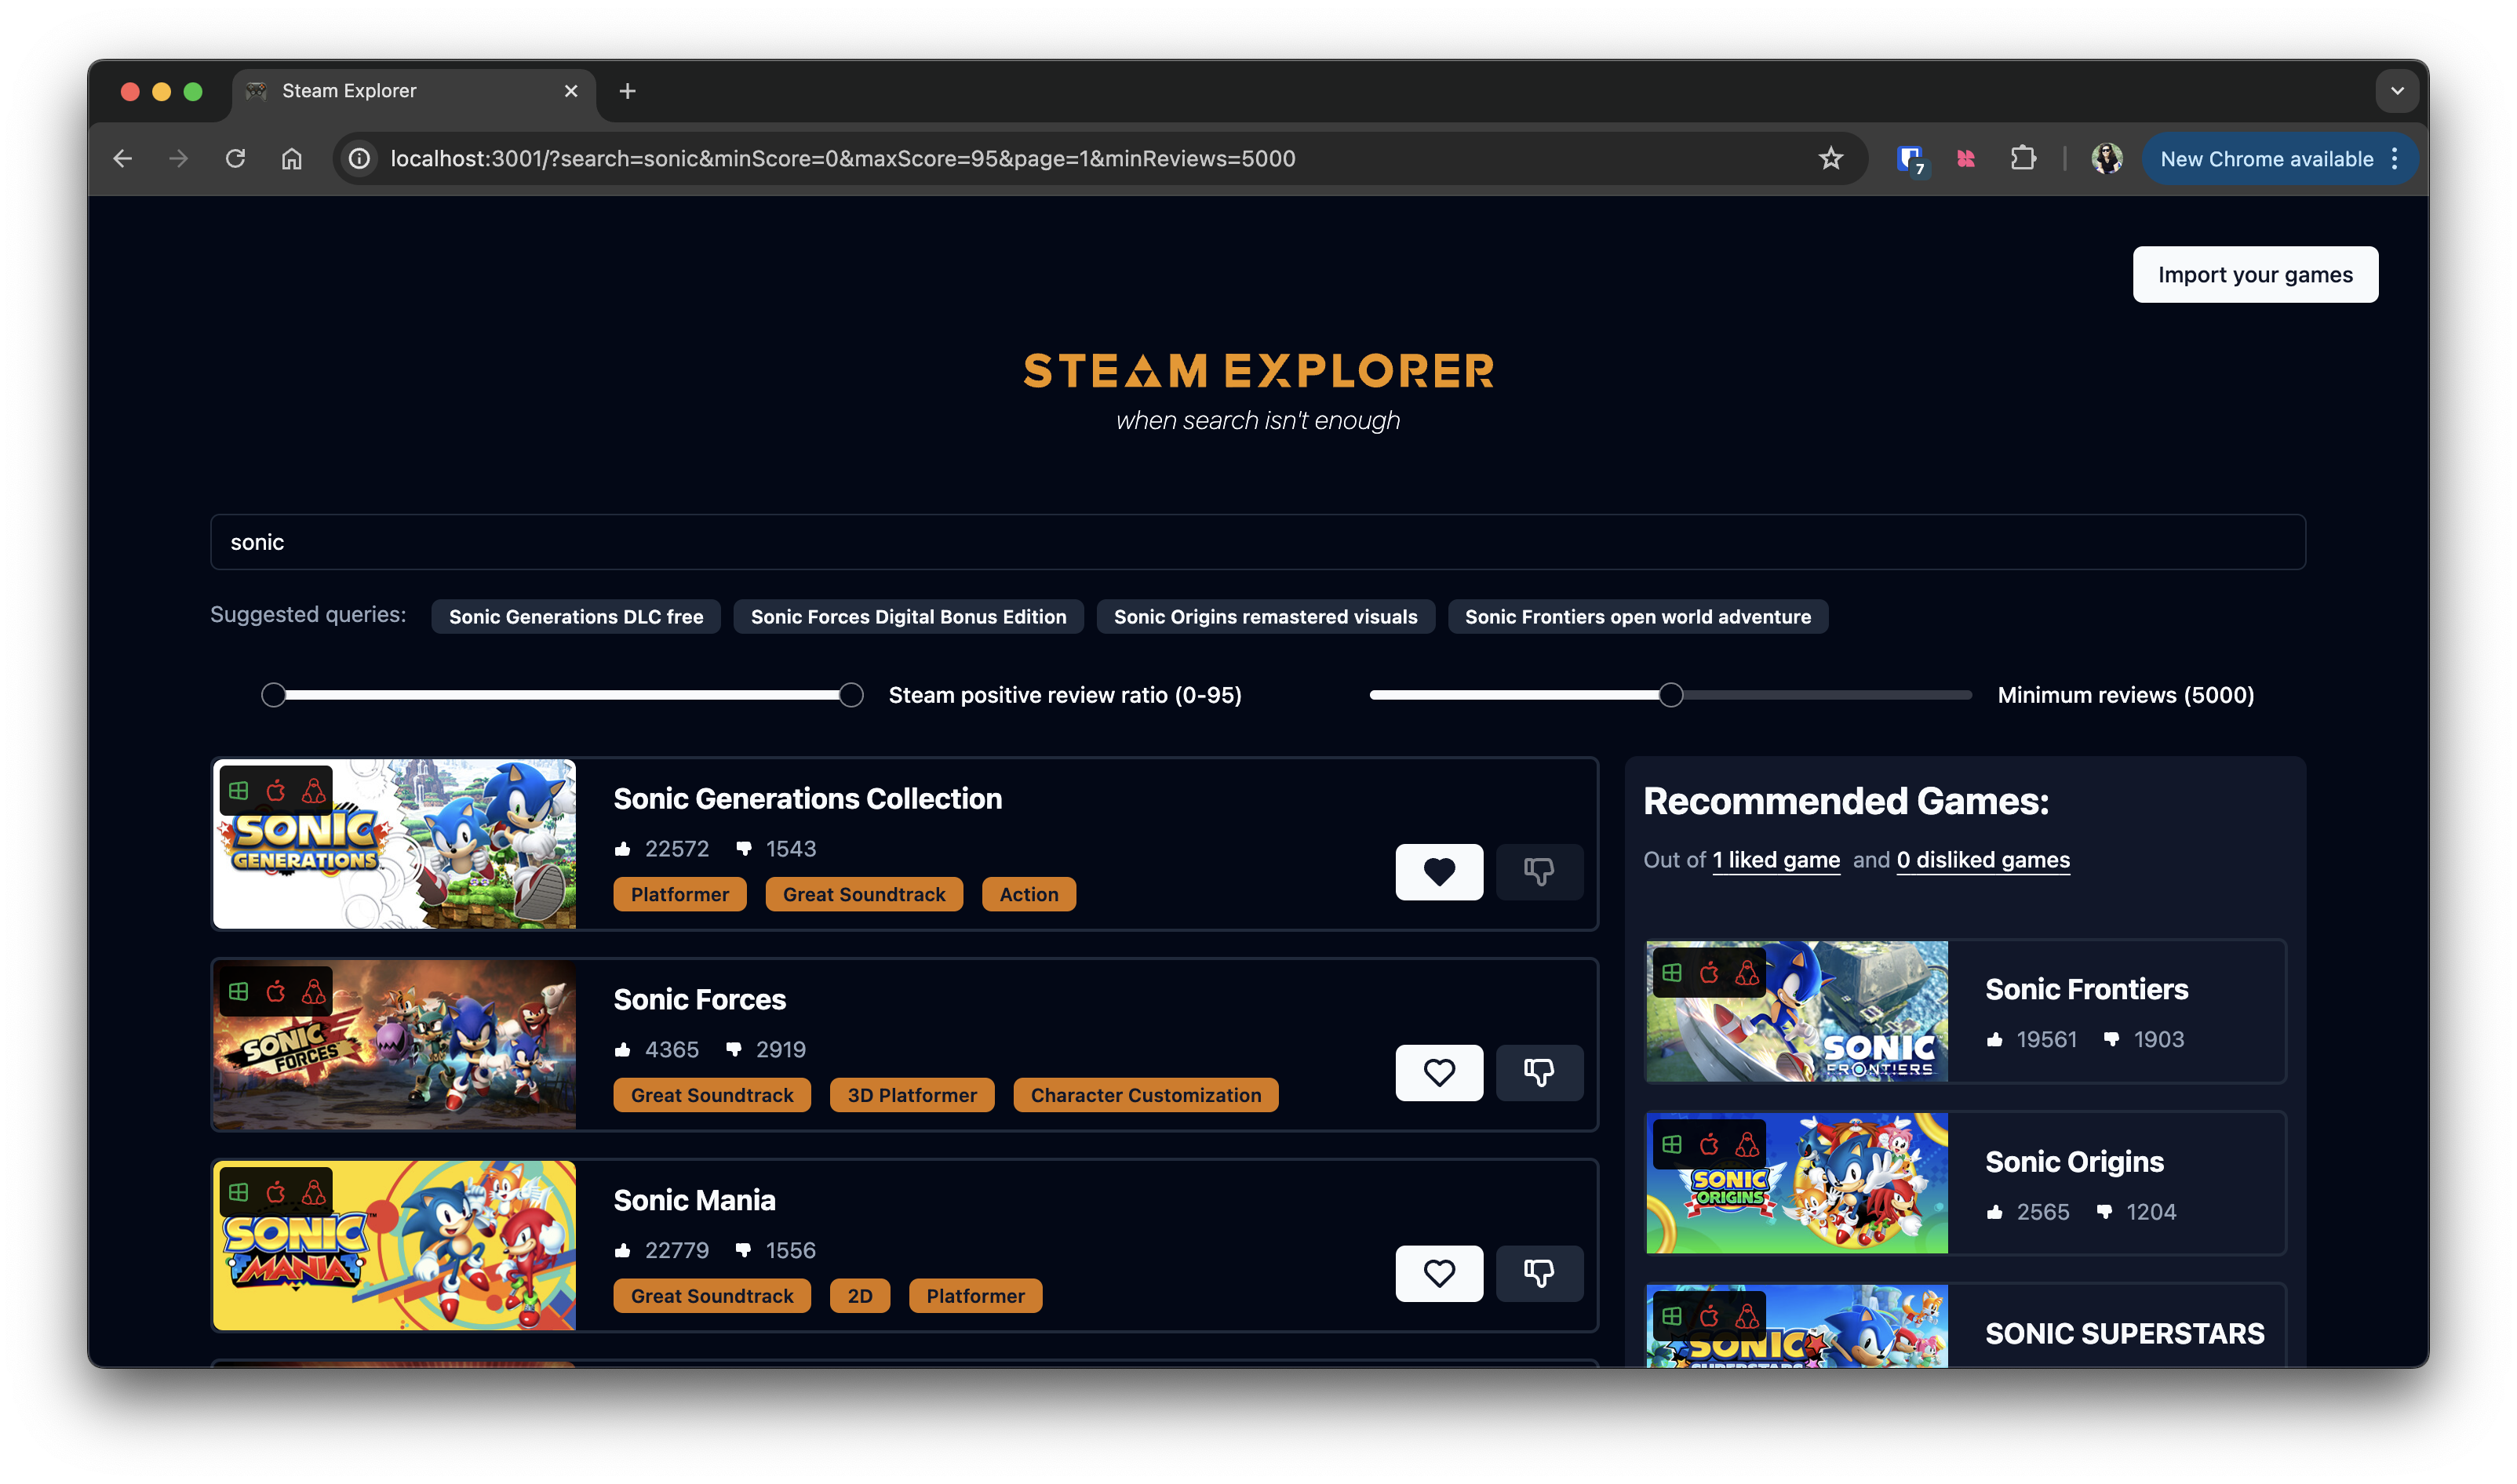 Steam Explorer
localhost:3001/?search=sonic&minScore=0&maxScore=95&page=1&minReviews=5000
7
New Chrome available
Import your games
STEAM EXPLORER
when search isn't enough
sonic
Suggested queries: Sonic Generations DLC free Sonic Forces Digital Bonus Edition Sonic Origins remastered visuals Sonic Frontiers open world adventure
Steam positive review ratio (0-95) Minimum reviews (5000)
SONIC
GENERATIONS
Sonic Generations Collection
22572 1543
Platformer Great Soundtrack Action
SONIC
FORCES
Sonic Forces
4365 2919
Great Soundtrack 3D Platformer Character Customization
SONIC™
MANIA
Sonic Mania
22779 1556
Great Soundtrack 2D Platformer
Recommended Games:
Out of 1 liked game and 0 disliked games
SONIC
FRONTIERS
Sonic Frontiers
19561 1903
SONIC
ORIGINS
Sonic Origins
2565 1204
SONIC
SUPERSTARS
SONIC SUPERSTARS